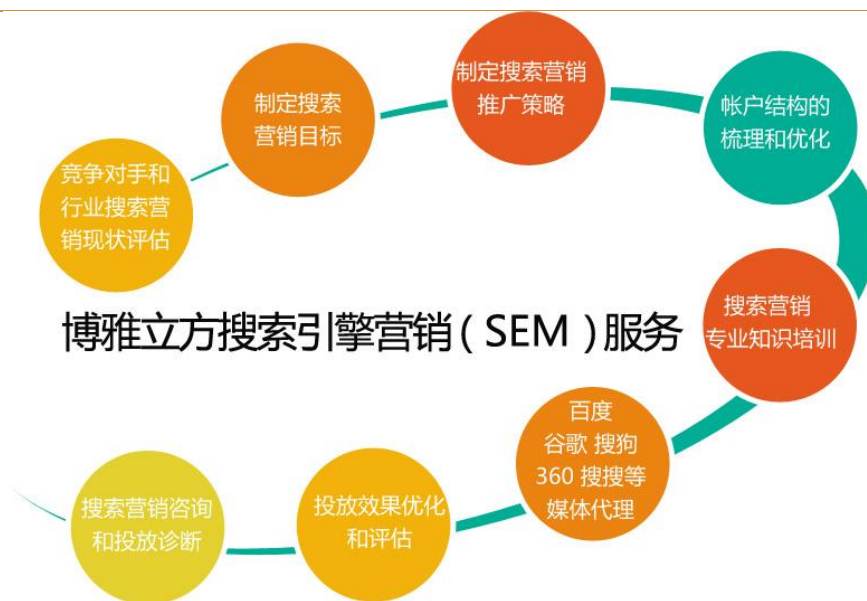 竞争对手和
行业搜索营
销现状评估
制定搜索
营销目标
制定搜索营销
推广策略
帐户结构的
梳理和优化
博雅立方搜索引擎营销(SEM)服务
搜索营销
专业知识培训
百度
谷歌 搜狗
360 搜搜等
媒体代理
投放效果优化
和评估
搜索营销咨询
和投放诊断